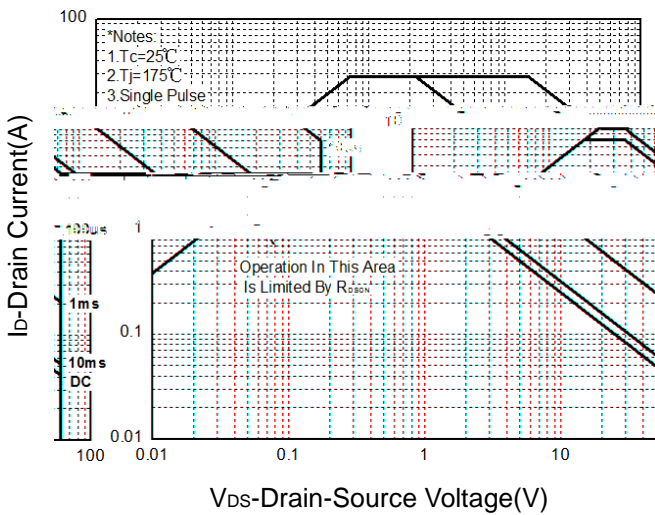 100
*Notes:
1.Tc=25℃
2.Tj=175℃
3.Single Pulse
ID-Drain Current(A)
10
100us
1
Operation In This Area
Is Limited By RDSON
1ms
0.1
10ms
DC
0.01
100
0.01
0.1
1
10
VDS-Drain-Source Voltage(V)